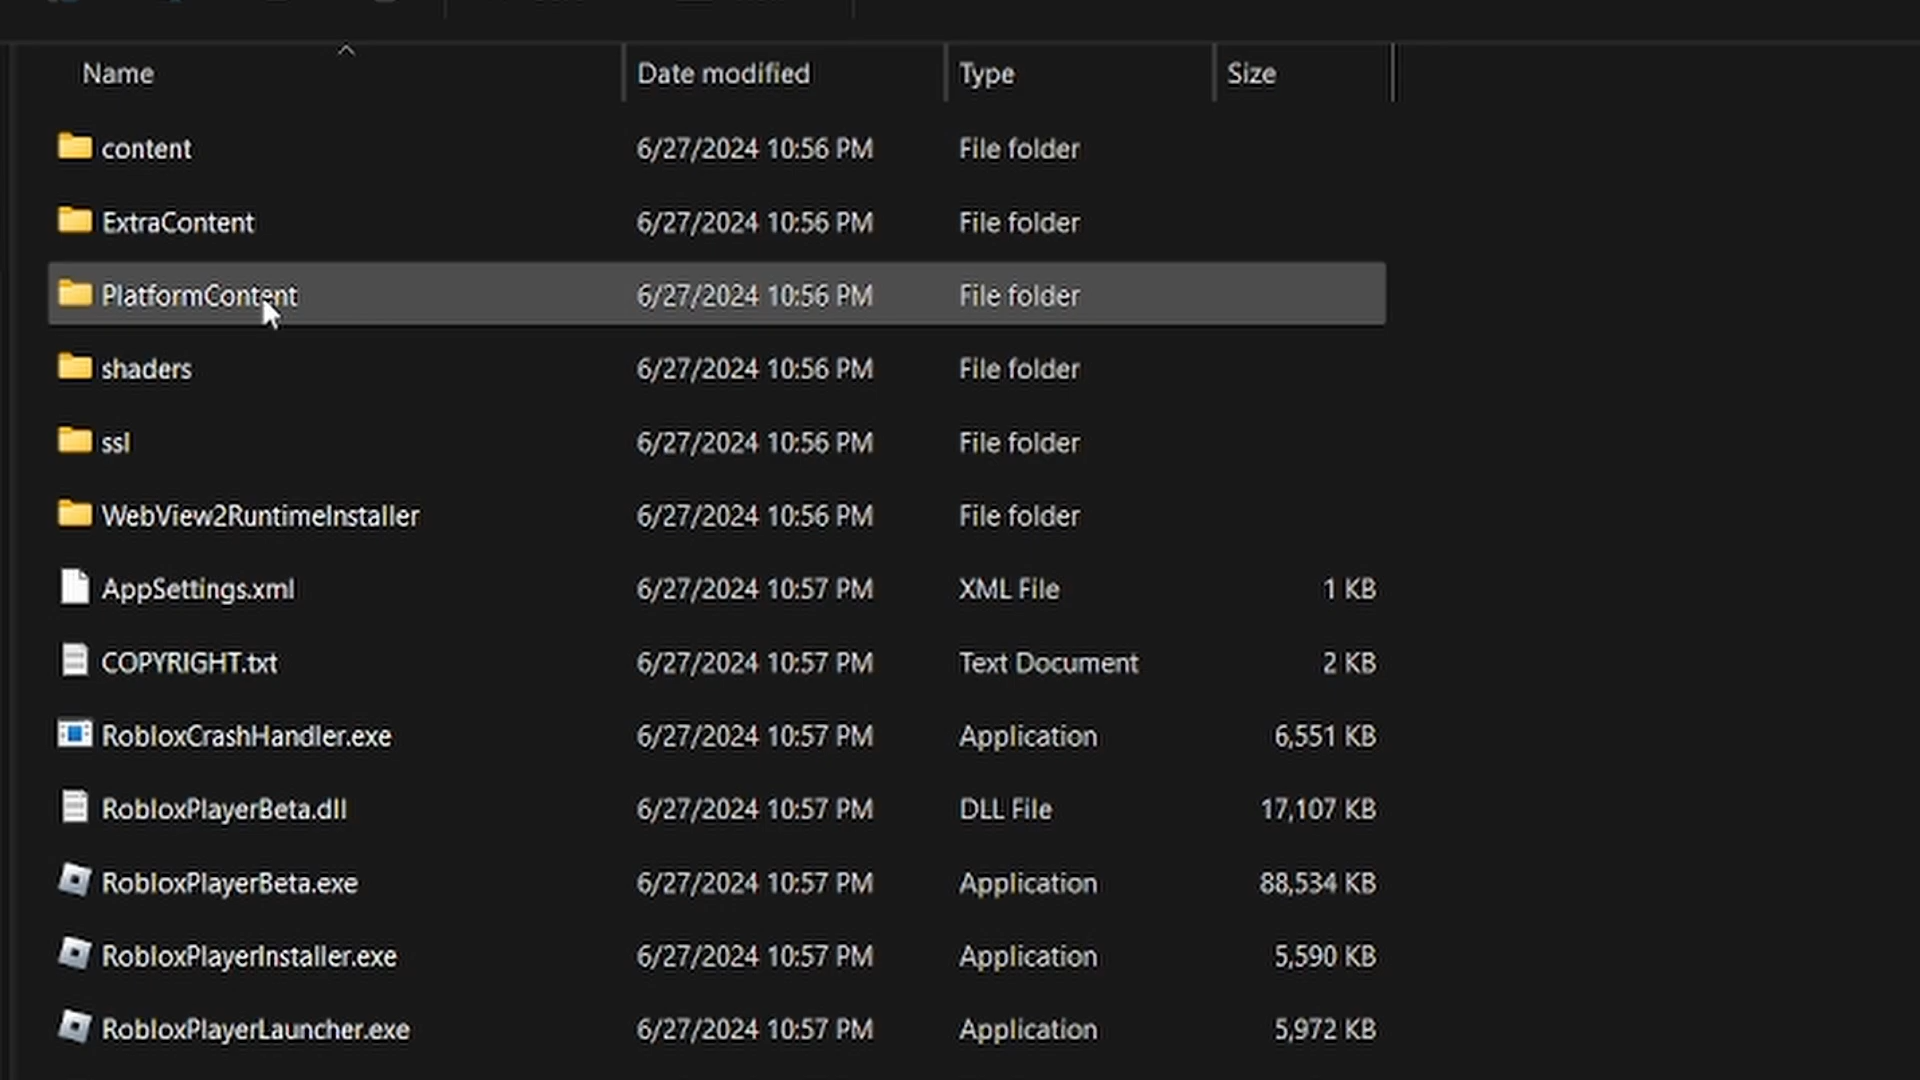 Name Date modified Type Size
content 6/27/2024 10:56 PM File folder
ExtraContent 6/27/2024 10:56 PM File folder
PlatformContent 6/27/2024 10:56 PM File folder
shaders 6/27/2024 10:56 PM File folder
ssl 6/27/2024 10:56 PM File folder
WebView2RuntimeInstaller 6/27/2024 10:56 PM File folder
AppSettings.xml 6/27/2024 10:57 PM XML File 1 KB
COPYRIGHT.txt 6/27/2024 10:57 PM Text Document 2 KB
RobloxCrashHandler.exe 6/27/2024 10:57 PM Application 6,551 KB
RobloxPlayerBeta.dll 6/27/2024 10:57 PM DLL File 17,107 KB
RobloxPlayerBeta.exe 6/27/2024 10:57 PM Application 88,534 KB
RobloxPlayerInstaller.exe 6/27/2024 10:57 PM Application 5,590 KB
RobloxPlayerLauncher.exe 6/27/2024 10:57 PM Application 5,972 KB